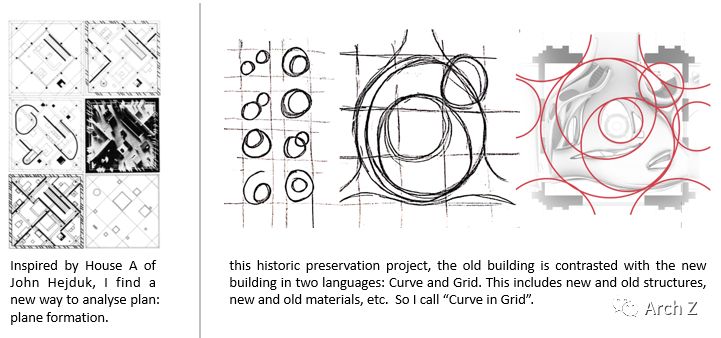 Inspired by House A of
John Hejduk, I find a
new way to analyse plan:
plane formation.
this historic preservation project, the old building is contrasted with the new
building in two languages: Curve and Grid. This includes new and old structures,
new and old materials, etc. So I call “Curve in Grid”.
Arch Z